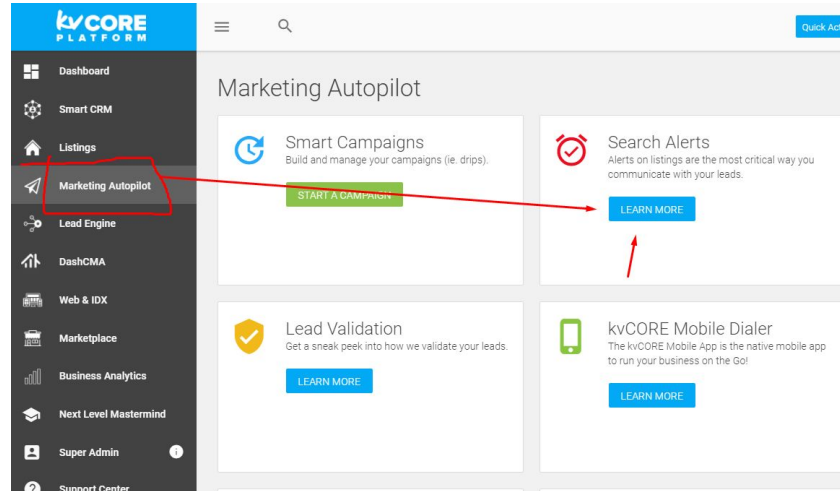 kvCORE
PLATFORM
Quick Act
Dashboard
Smart CRM
Listings
Marketing Autopilot
Lead Engine
DashCMA
Web & IDX
Marketplace
Business Analytics
Next Level Mastermind
Super Admin
Support Center
Marketing Autopilot
Smart Campaigns
Build and manage your campaigns (ie. drips).
START A CAMPAIGN
Search Alerts
Alerts on listings are the most critical way you
communicate with your leads.
LEARN MORE
Lead Validation
Get a sneak peek into how we validate your leads.
LEARN MORE
kvCORE Mobile Dialer
The kvCORE Mobile App is the native mobile app
to run your business on the Go!
LEARN MORE